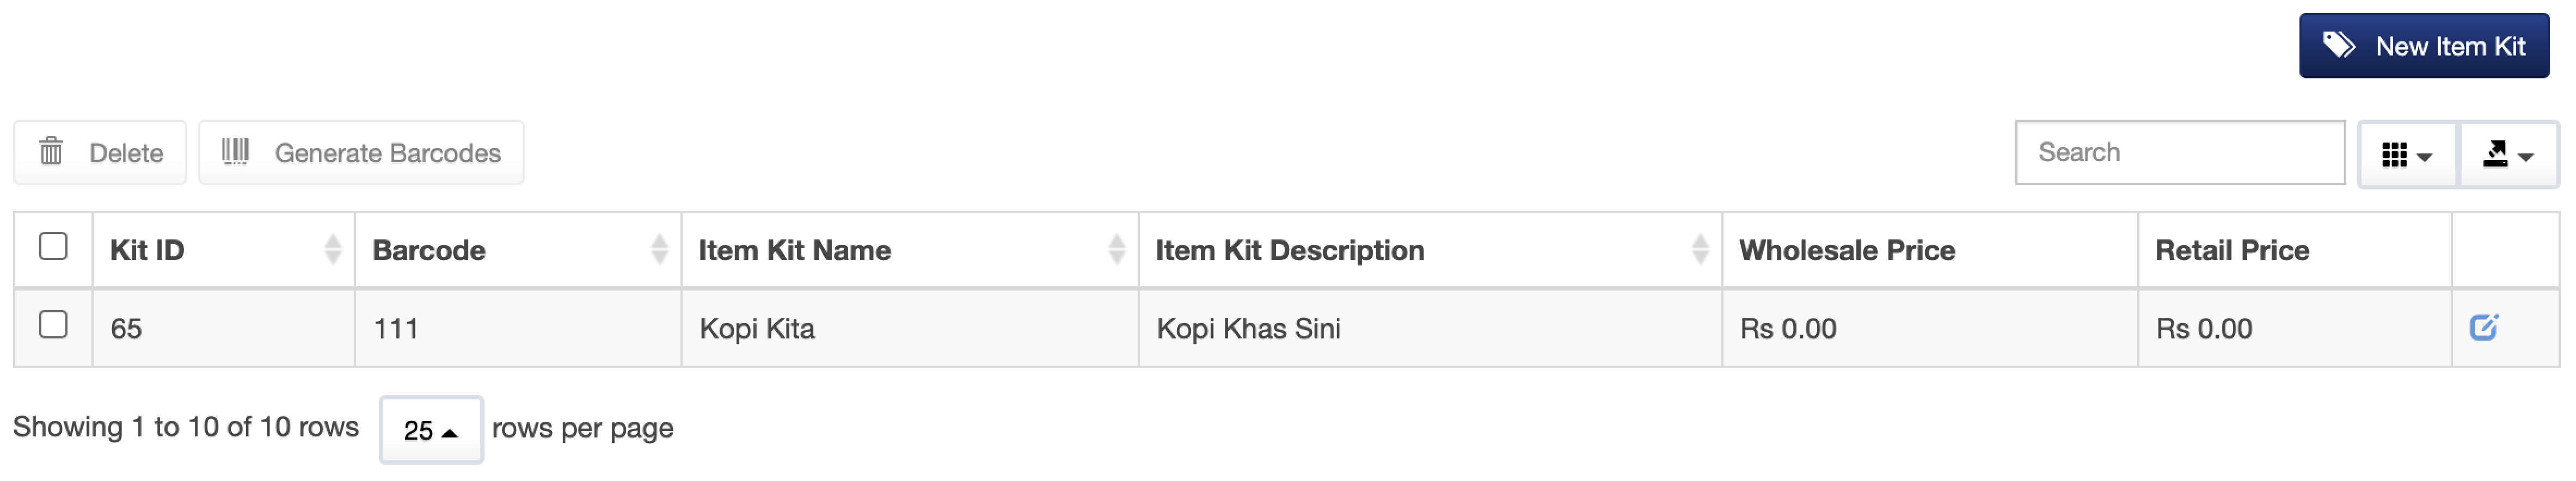 New Item Kit
Delete Generate Barcodes Search
Kit ID Barcode Item Kit Name Item Kit Description Wholesale Price Retail Price
65 111 Kopi Kita Kopi Khas Sini Rs 0.00 Rs 0.00
Showing 1 to 10 of 10 rows 25 rows per page